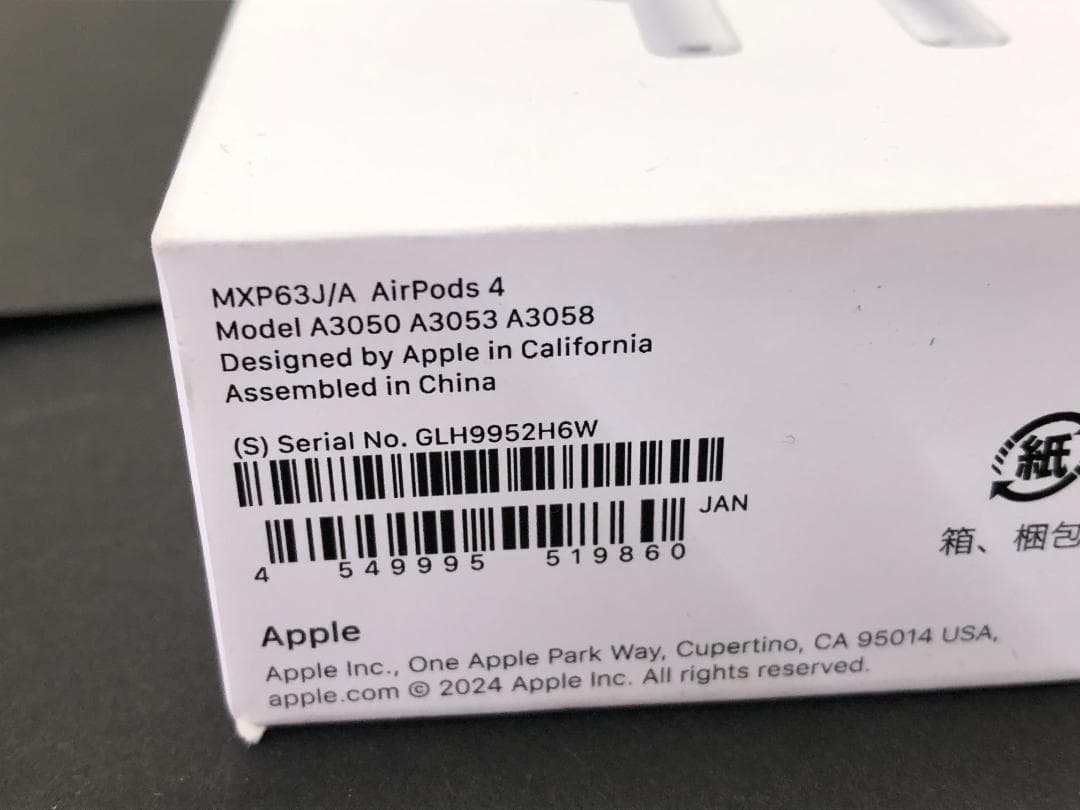 MXP63J/A AirPods 4
Model A3050 A3053 A3058
Designed by Apple in California
Assembled in China
(S) Serial No. GLH9952H6W
JAN
4 549995 519860
紙
箱、梱包
Apple
Apple Inc., One Apple Park Way, Cupertino, CA 95014 USA,
apple.com © 2024 Apple Inc. All rights reserved.